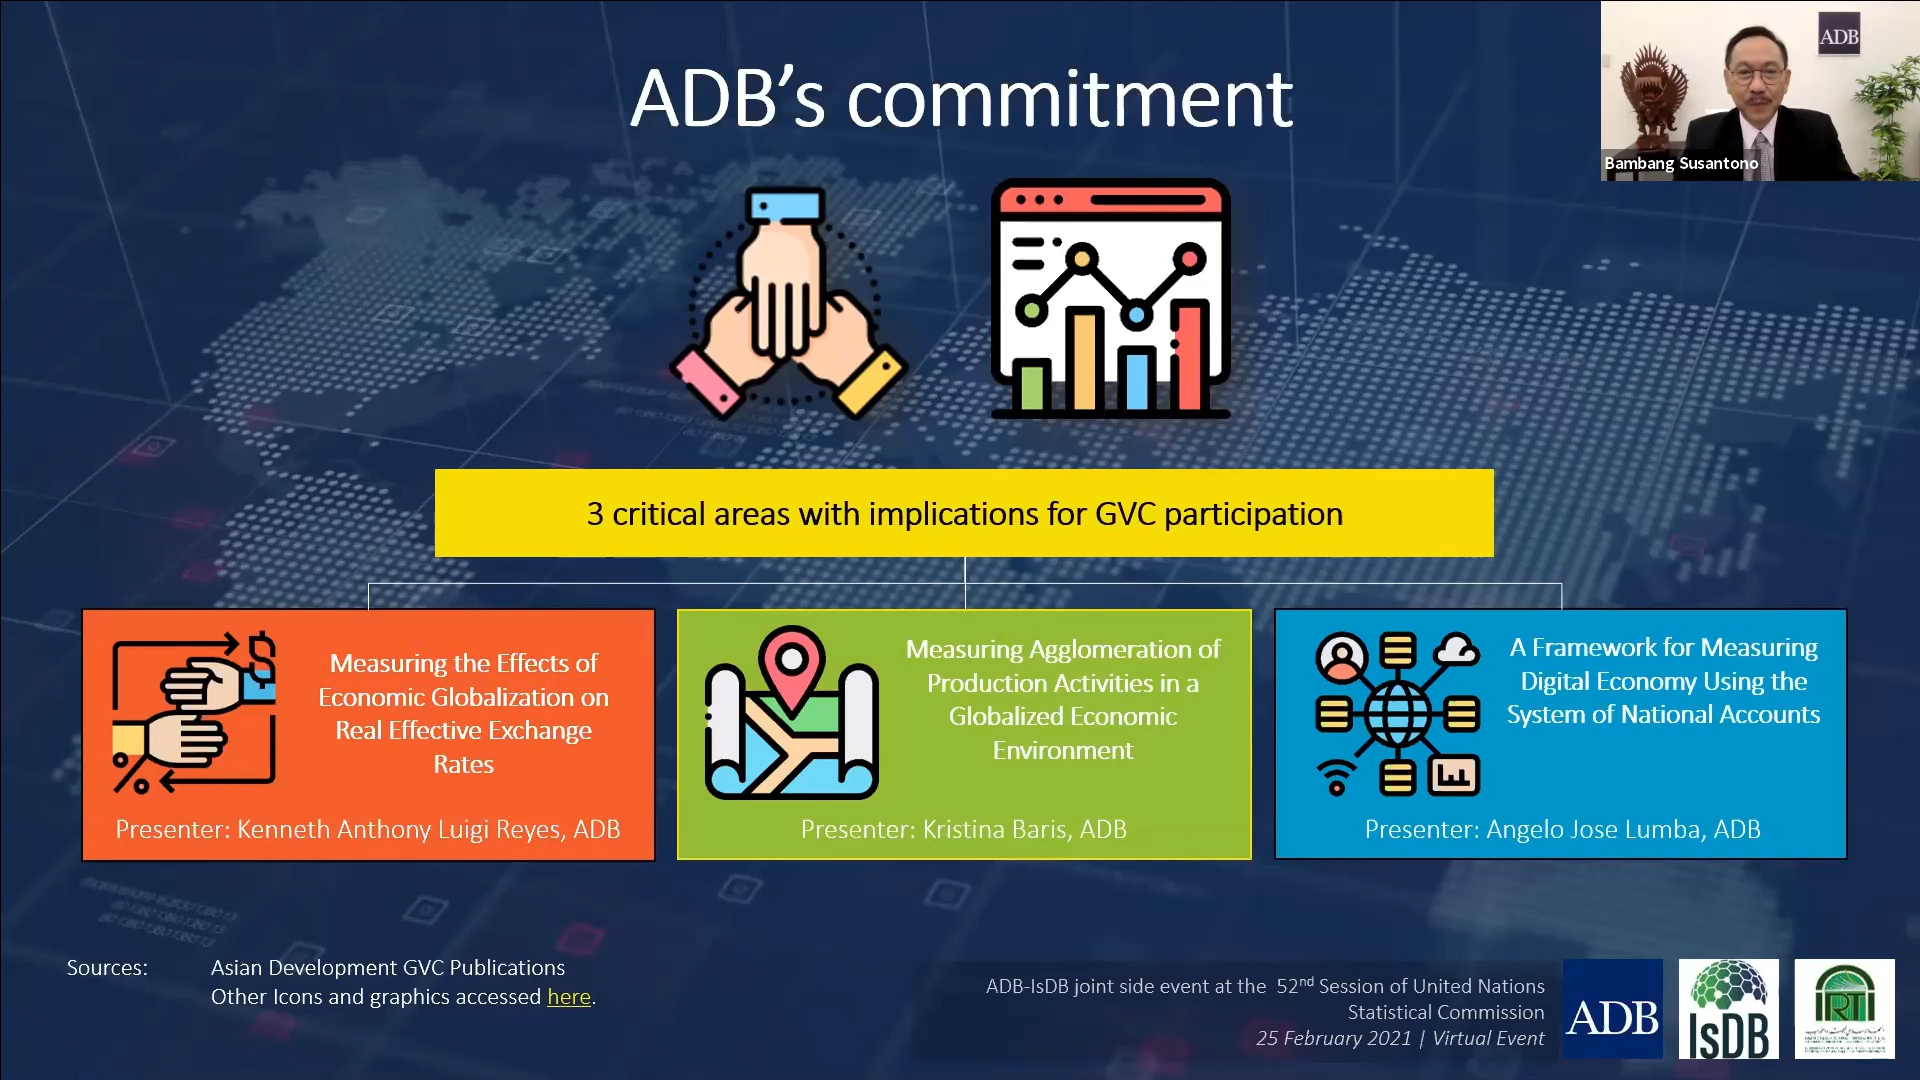 ADB's commitment
ADB
Bambang Susantono
3 critical areas with implications for GVC participation
Measuring the Effects of
Economic Globalization on
Real Effective Exchange
Rates
Presenter: Kenneth Anthony Luigi Reyes, ADB
Measuring Agglomeration of
Production Activities in a
Globalized Economic
Environment
Presenter: Kristina Baris, ADB
A Framework for Measuring
Digital Economy Using the
System of National Accounts
Presenter: Angelo Jose Lumba, ADB
Sources: Asian Development GVC Publications
Other Icons and graphics accessed here.
ADB-IsDB joint side event at the 52nd Session of United Nations
Statistical Commission
25 February 2021 | Virtual Event
ADB
IsDB
IRTI